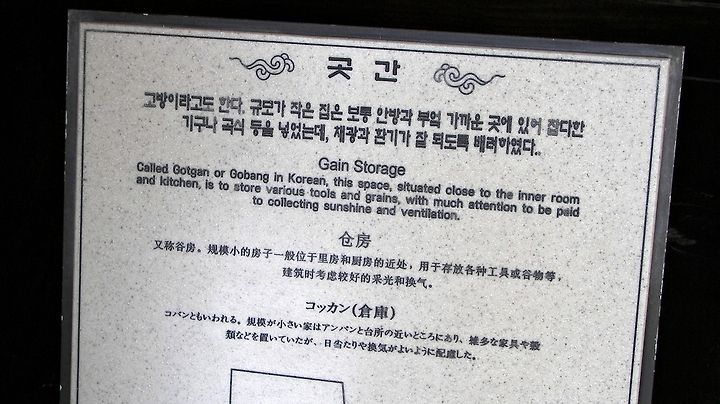 곳간
고방이라고도 한다. 규모가 작은 집은 보통 안방과 부엌 가까운 곳에 있어 잡다한
기구나 곡식 등을 넣었는데, 채광과 환기가 잘 되도록 배려하였다..
Gain Storage
Called Gotgan or Gobang in Korean, this space, situated close to the inner room
and kitchen, is to store various tools and grains, with much attention to be paid
to collecting sunshine and ventilation.
仓房
又称谷房。规模小的房子一般位于里房和厨房的近处，用于存放各种工具或谷物等，
建筑时考虑较好的采光和换气。
コッカン(倉庫)
コバンともいわれる。規模が小さい家はアンバンと台所の近いところにあり、雑多な家具や穀
類などを置いていたが、日当たりや換気がよいように配慮した。